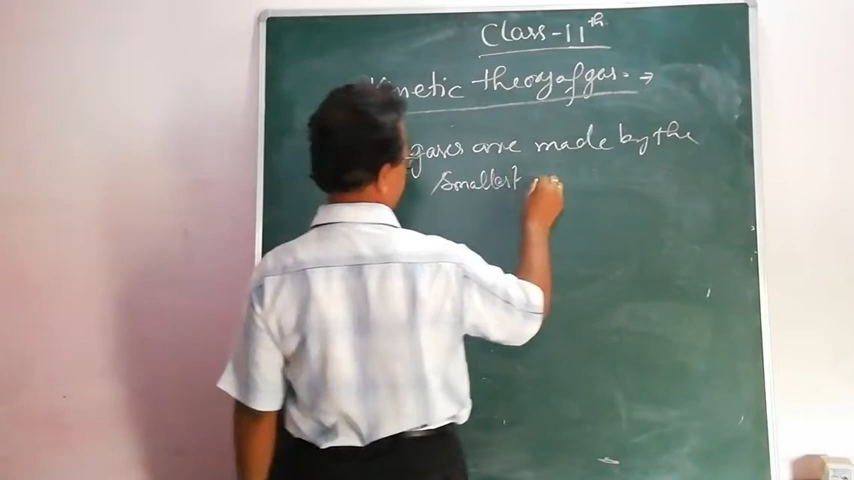 Class-11th
Kinetic theory of gas. →
gases are made by the
smallest